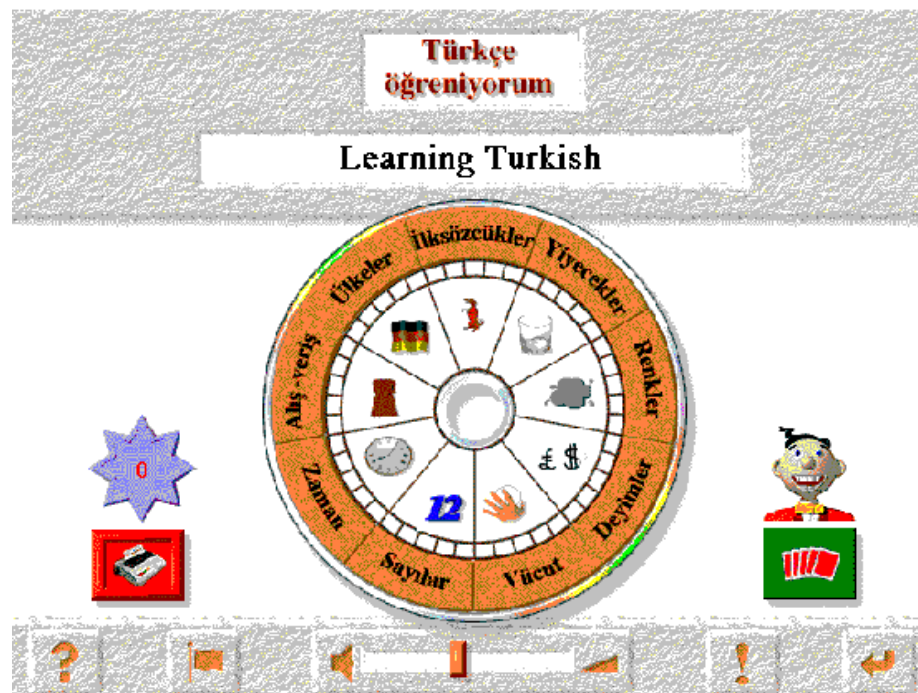 Türkçe
öğreniyorum
Learning Turkish
İlksözcükler
Yiyecekler
Renkler
Deyimler
Vücut
Sayılar
Zaman
Alış-veriş
Ülkeler
£ $
12
0
?
!